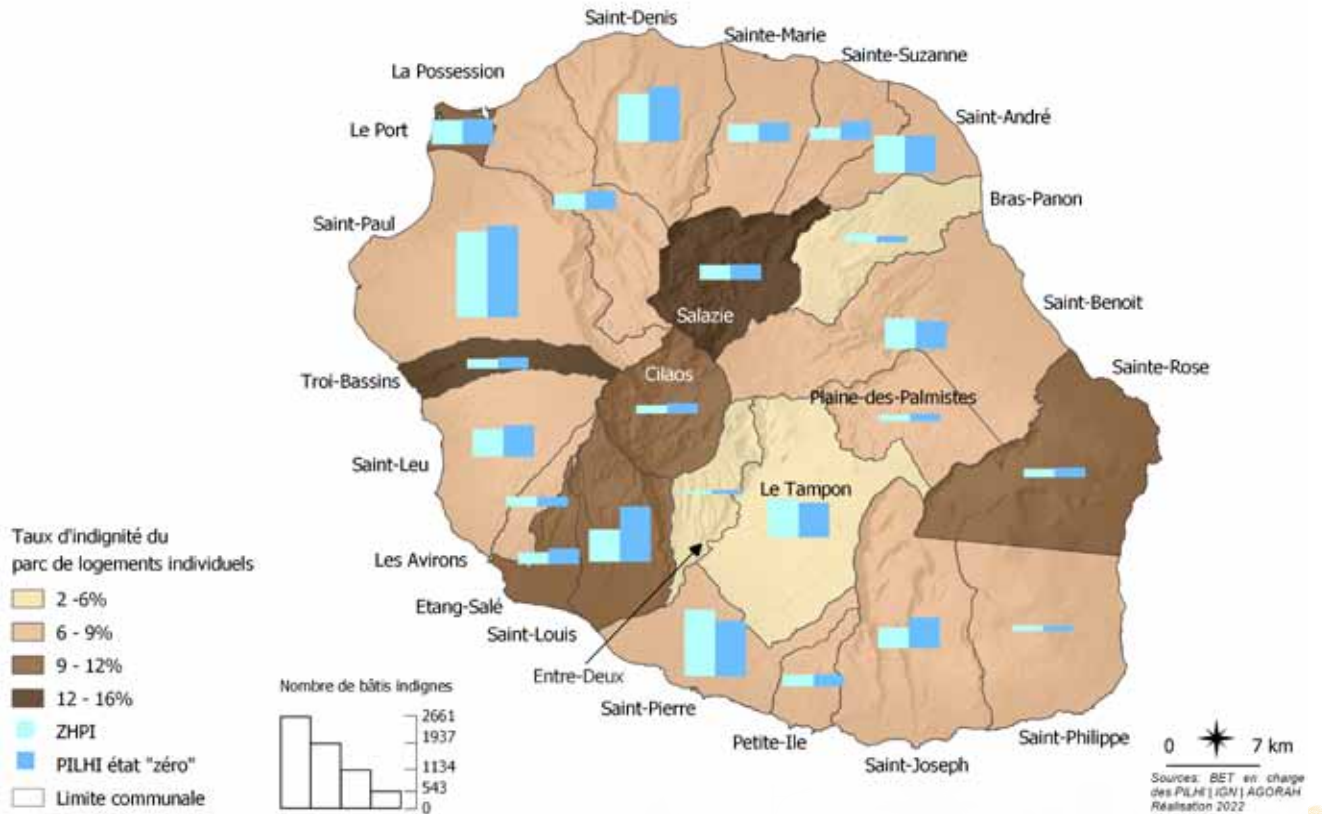 Saint-Denis
Sainte-Marie
Sainte-Suzanne
La Possession
Le Port
Saint-André
Saint-Paul
Bras-Panon
Saint-Benoit
Salazie
Sainte-Rose
Troi-Bassins
Cilaos
Plaine-des-Palmistes
Saint-Leu
Le Tampon
Les Avirons
Etang-Salé
Saint-Louis
Entre-Deux
Saint-Pierre
Petite-Ile
Saint-Joseph
Saint-Philippe
Taux d'indignité du
parc de logements individuels
2 -6%
6 - 9%
9 - 12%
12 - 16%
ZHPI
PILHI état "zéro"
Limite communale
Nombre de bâtis indignes
2661
1937
1134
543
0
0 7 km
Sources: BET en charge
des PILHI | IGN | AGORAH
Réalisation 2022